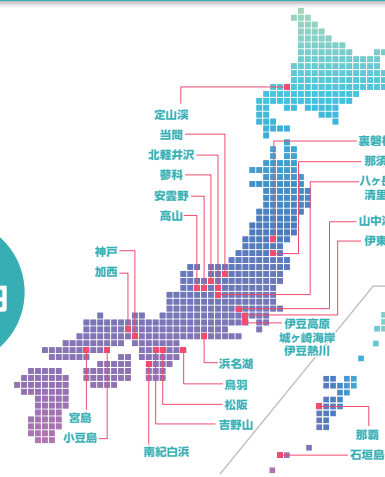 定山渓
当間
北軽井沢
蓼科
安曇野
高山
神戸
加西
裏磐
那須
八ヶ
清里
山中
伊東
伊豆高原
城ヶ崎海岸
伊豆熱川
浜名湖
鳥羽
松阪
吉野山
南紀白浜
宮島
小豆島
那覇
石垣島